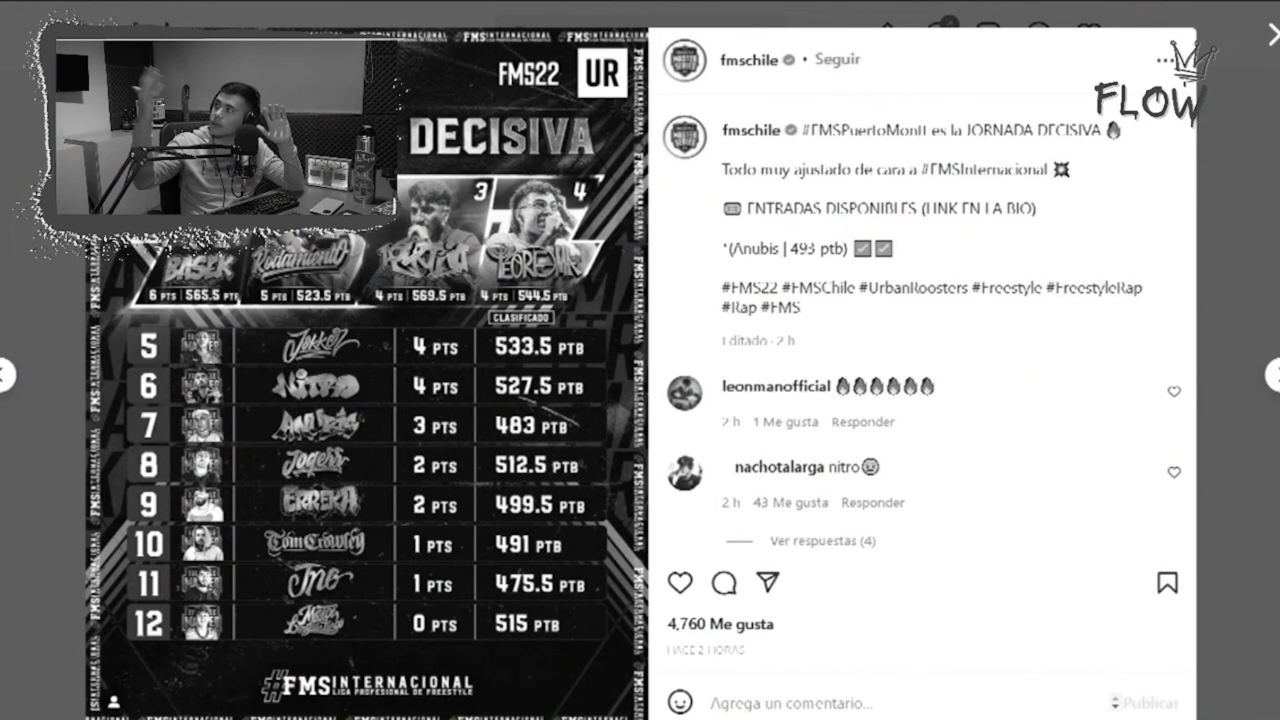 FMS22 UR
DECISIVA
3 4
BASEK Rodamiento TEOREMA
6 PTS | 565.5 PTB 5 PTS | 523.5 PTB 4 PTS | 569.5 PTB 4 PTS | 544.5 PTB
CLASIFICADO
5 Jokker 4 PTS 533.5 PTB
6 NITRO 4 PTS 527.5 PTB
7 ANUBIS 3 PTS 483 PTB
8 Jogers 2 PTS 512.5 PTB
9 ERREKA 2 PTS 499.5 PTB
10 Tom Crowley 1 PTS 491 PTB
11 JNO 1 PTS 475.5 PTB
12 0 PTS 515 PTB
#FMSINTERNACIONAL
LIGA PROFESIONAL DE FREESTYLE
fmschile • Seguir
FLOW
fmschile #FMSPuertoMontt es la JORNADA DECISIVA 🔥
Todo muy ajustado de cara a #FMSInternacional 💥
🎟 ENTRADAS DISPONIBLES (LINK EN LA BIO)
*(Anubis | 493 ptb) ✅✅
#FMS22 #FMSChile #UrbanRoosters #Freestyle #FreestyleRap
#Rap #FMS
Editado · 2 h
leonmanofficial 🔥🔥🔥🔥🔥🔥
2 h 1 Me gusta Responder
nachotalarga nitro
2 h 43 Me gusta Responder
Ver respuestas (4)
4,760 Me gusta
HACE 2 HORAS
Agrega un comentario...
Publicar